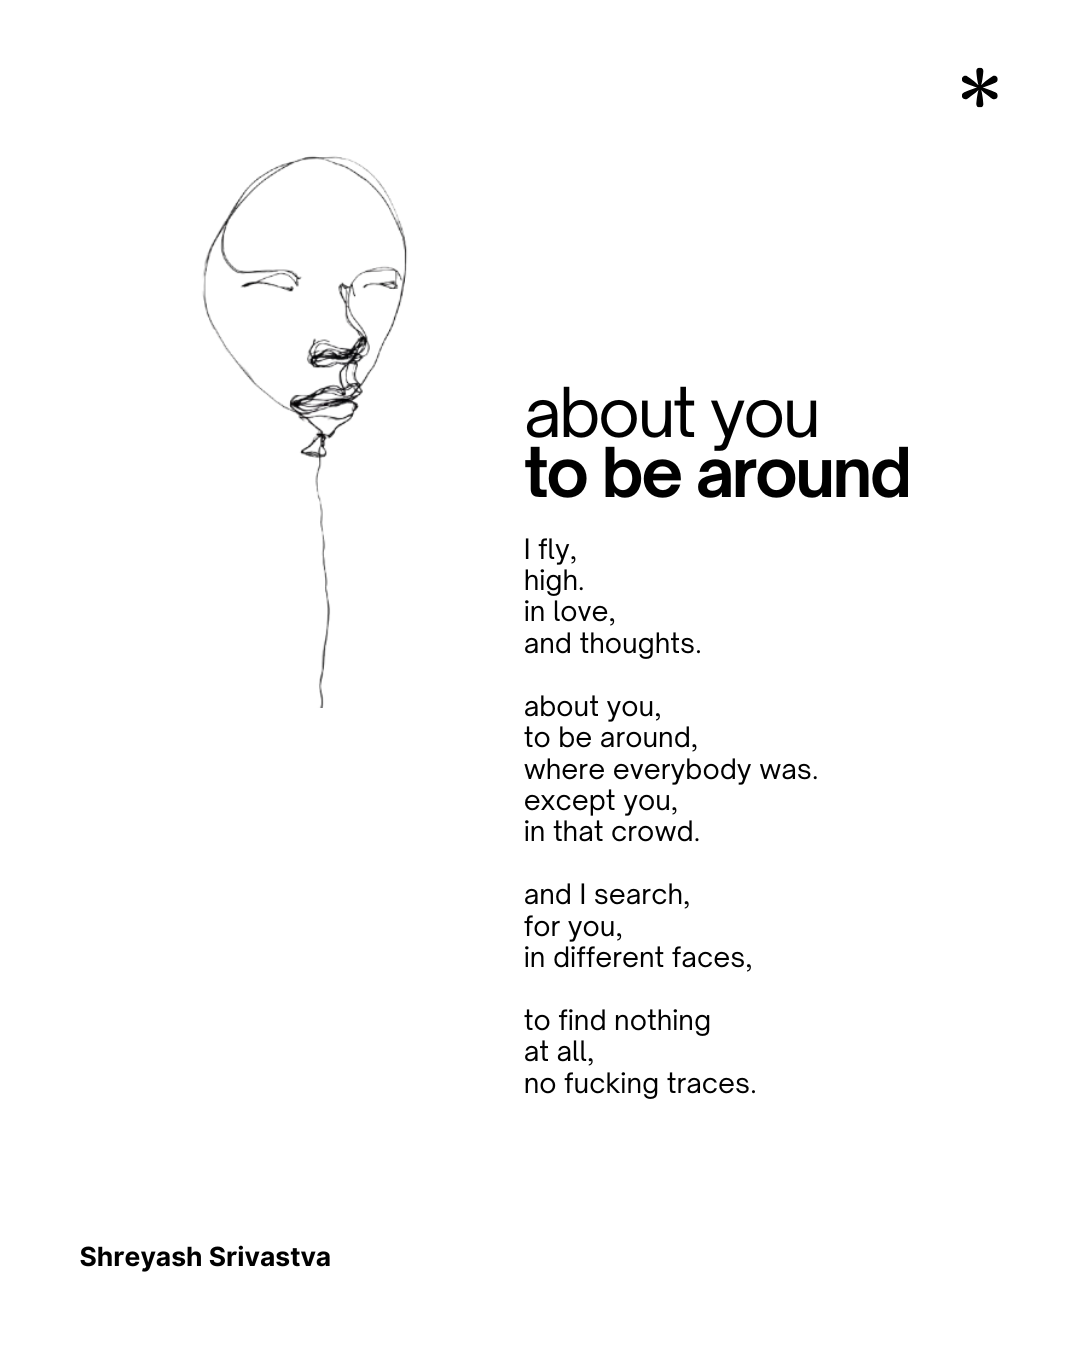 *
about you
to be around
I fly,
high.
in love,
and thoughts.
about you,
to be around,
where everybody was.
except you,
in that crowd.
and I search,
for you,
in different faces,
to find nothing
at all,
no fucking traces.
Shreyash Srivastva